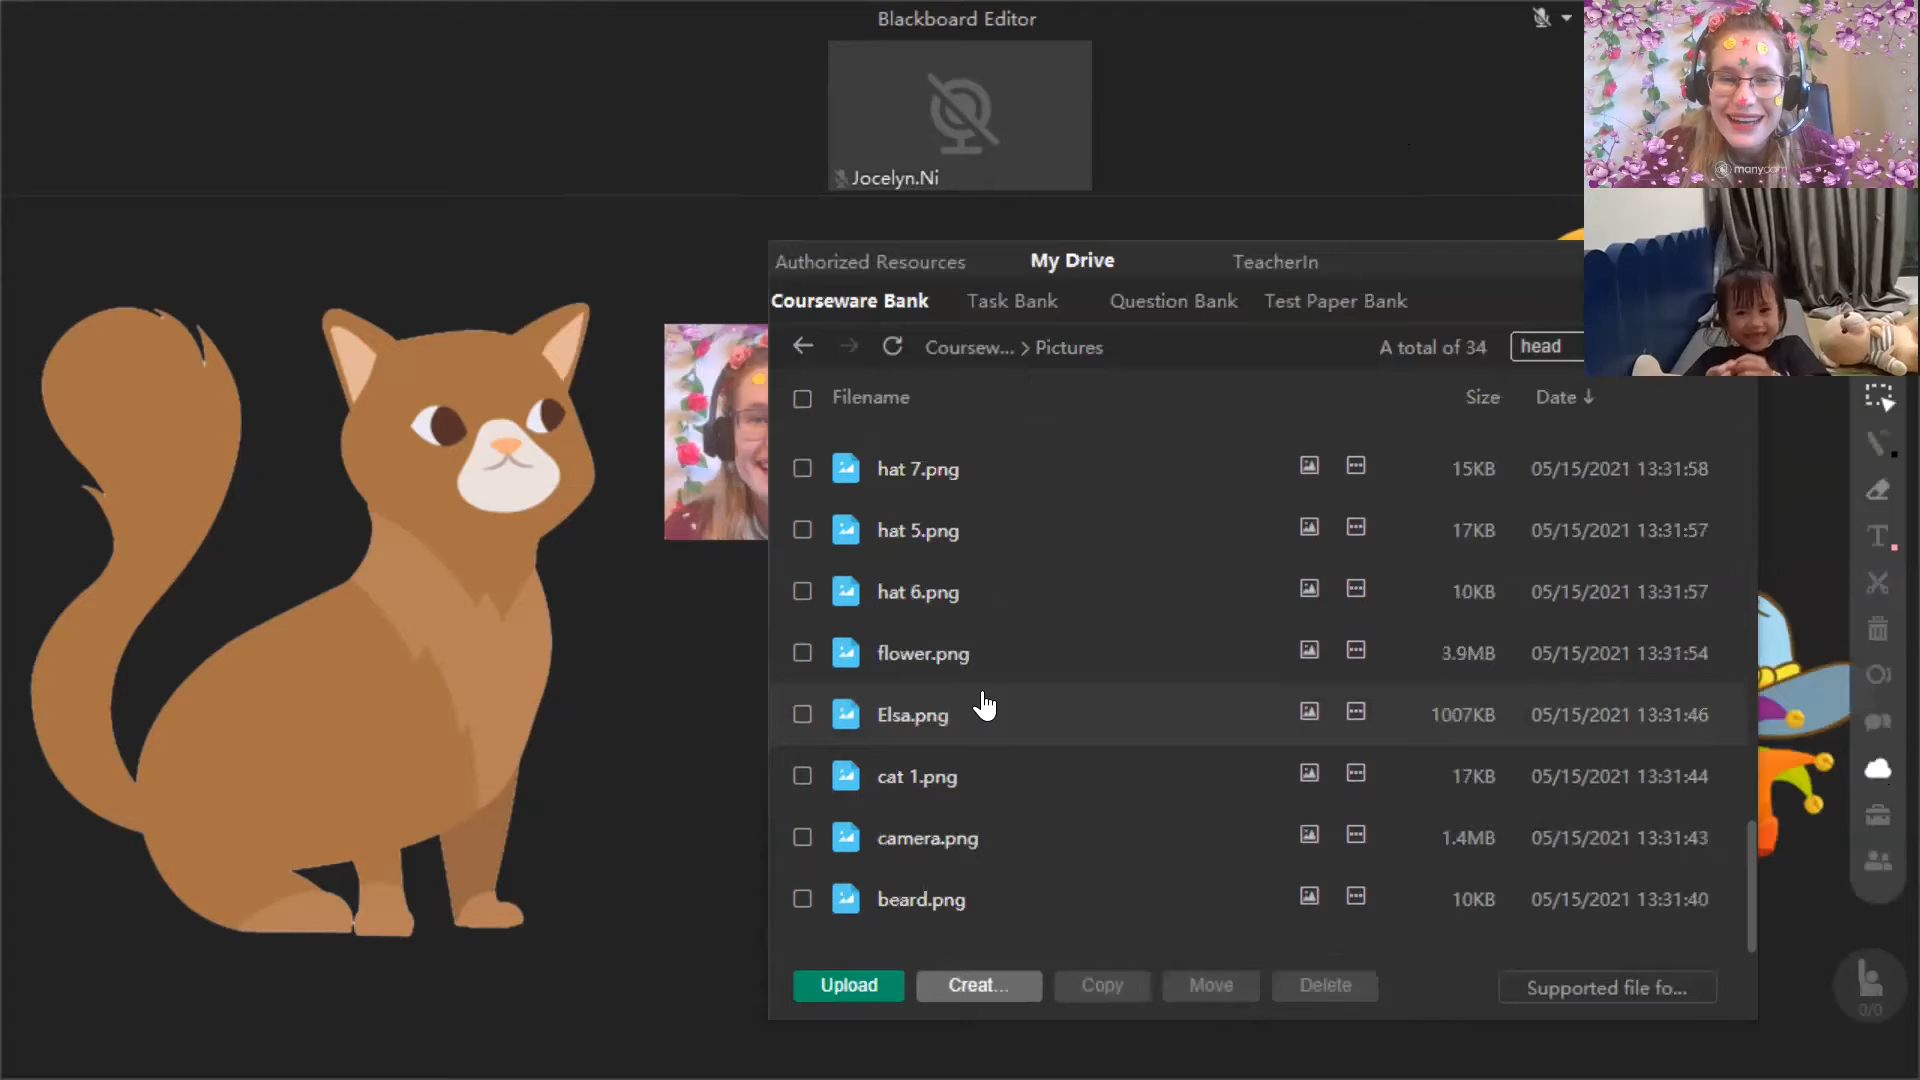 Blackboard Editor
Jocelyn.Ni
manycam
Authorized Resources My Drive TeacherIn
Courseware Bank Task Bank Question Bank Test Paper Bank
Coursew... > Pictures A total of 34 head
Filename Size Date
hat 7.png 15KB 05/15/2021 13:31:58
hat 5.png 17KB 05/15/2021 13:31:57
hat 6.png 10KB 05/15/2021 13:31:57
flower.png 3.9MB 05/15/2021 13:31:54
Elsa.png 1007KB 05/15/2021 13:31:46
cat 1.png 17KB 05/15/2021 13:31:44
camera.png 1.4MB 05/15/2021 13:31:43
beard.png 10KB 05/15/2021 13:31:40
Upload Creat... Copy Move Delete Supported file fo...
0/0